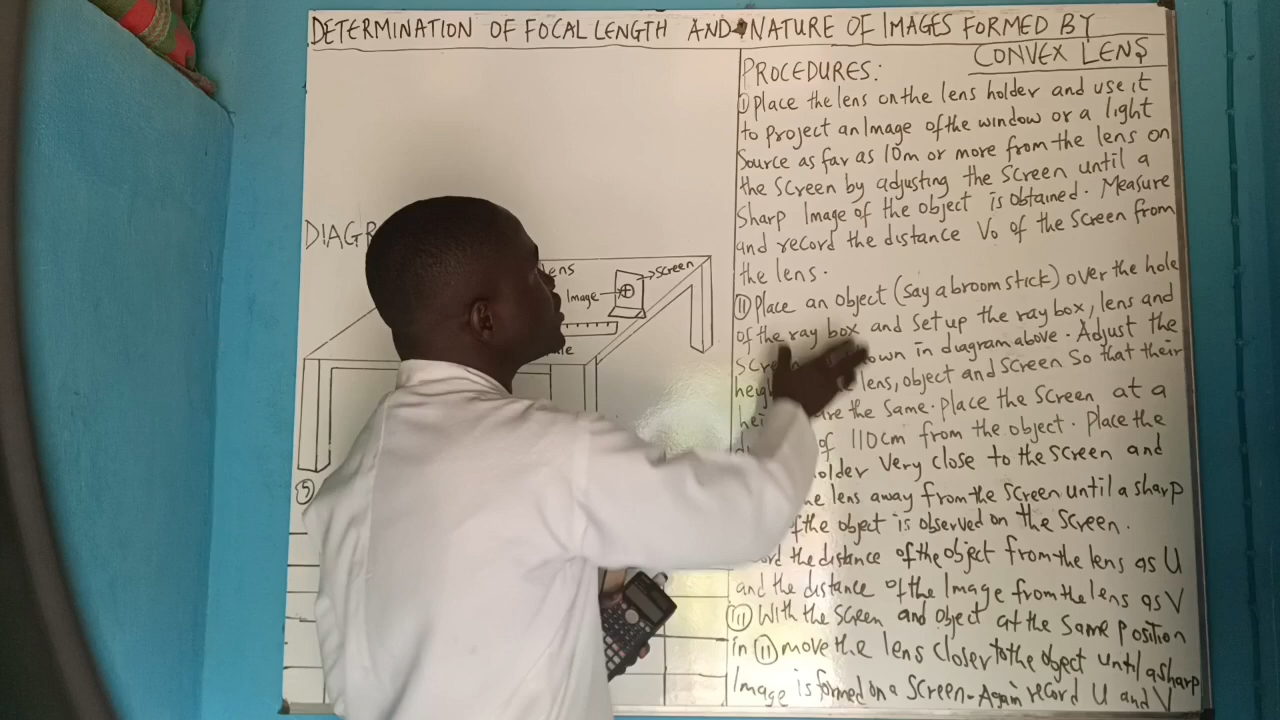 DETERMINATION OF FOCAL LENGTH AND NATURE OF IMAGES FORMED BY
CONVEX LENS
DIAGR
lens
Image
Screen
PROCEDURES:
(I) Place the lens on the lens holder and use it
to project an Image of the window or a light
Source as far as 10m or more from the lens on
the Screen by adjusting the Screen until a
Sharp Image of the object is obtained. Measure
and record the distance Vo of the Screen from
the lens.
(II) Place an object (say a broom stick) over the hole
of the ray box and set up the ray box, lens and
own in diagram above. Adjust the
lens, object and Screen So that their
are the Same. Place the Screen at a
of 110cm from the object. Place the
older Very close to the Screen and
lens away from the Screen until a sharp
of the object is observed on the Screen.
the distance of the object from the lens as U
and the distance of the Image from the lens as V
(III) With the Screen and object at the Same position
in (II) move the lens closer to the object until a sharp
Image is formed on a Screen - Again record U and V
(5)